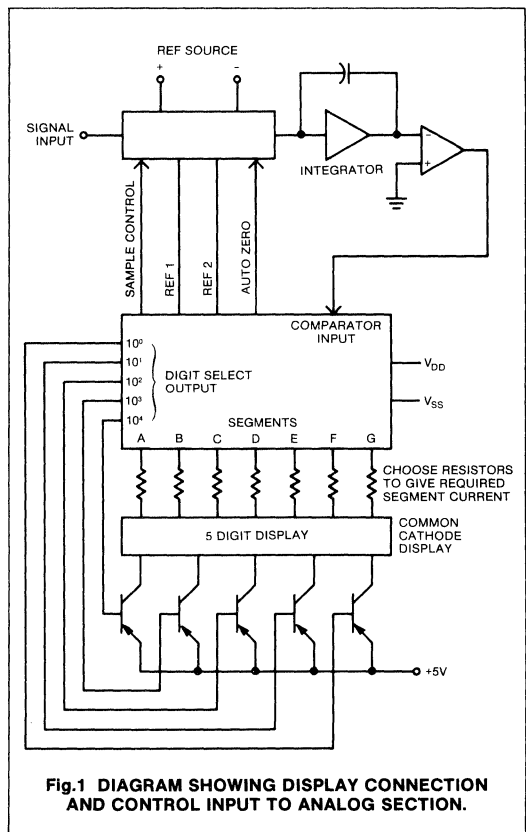 REF SOURCE
+ -
SIGNAL
INPUT
INTEGRATOR
-
+
SAMPLE CONTROL
REF 1
REF 2
AUTO ZERO
COMPARATOR
INPUT
10⁰
10¹
10²
10³
10⁴
DIGIT SELECT
OUTPUT
V_DD
V_SS
SEGMENTS
A B C D E F G
CHOOSE RESISTORS
TO GIVE REQUIRED
SEGMENT CURRENT
5 DIGIT DISPLAY
COMMON
CATHODE
DISPLAY
+5V
Fig.1 DIAGRAM SHOWING DISPLAY CONNECTION
AND CONTROL INPUT TO ANALOG SECTION.